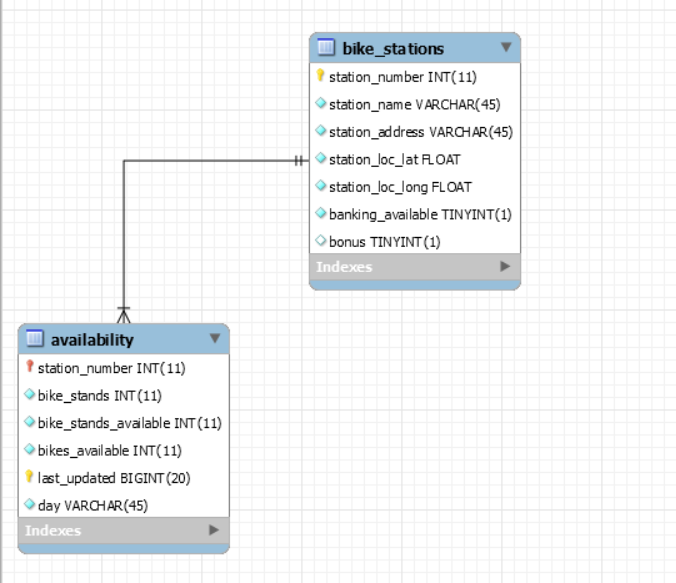 bike_stations
station_number INT(11)
station_name VARCHAR(45)
station_address VARCHAR(45)
station_loc_lat FLOAT
station_loc_long FLOAT
banking_available TINYINT(1)
bonus TINYINT(1)
Indexes
availability
station_number INT(11)
bike_stands INT(11)
bike_stands_available INT(11)
bikes_available INT(11)
last_updated BIGINT(20)
day VARCHAR(45)
Indexes